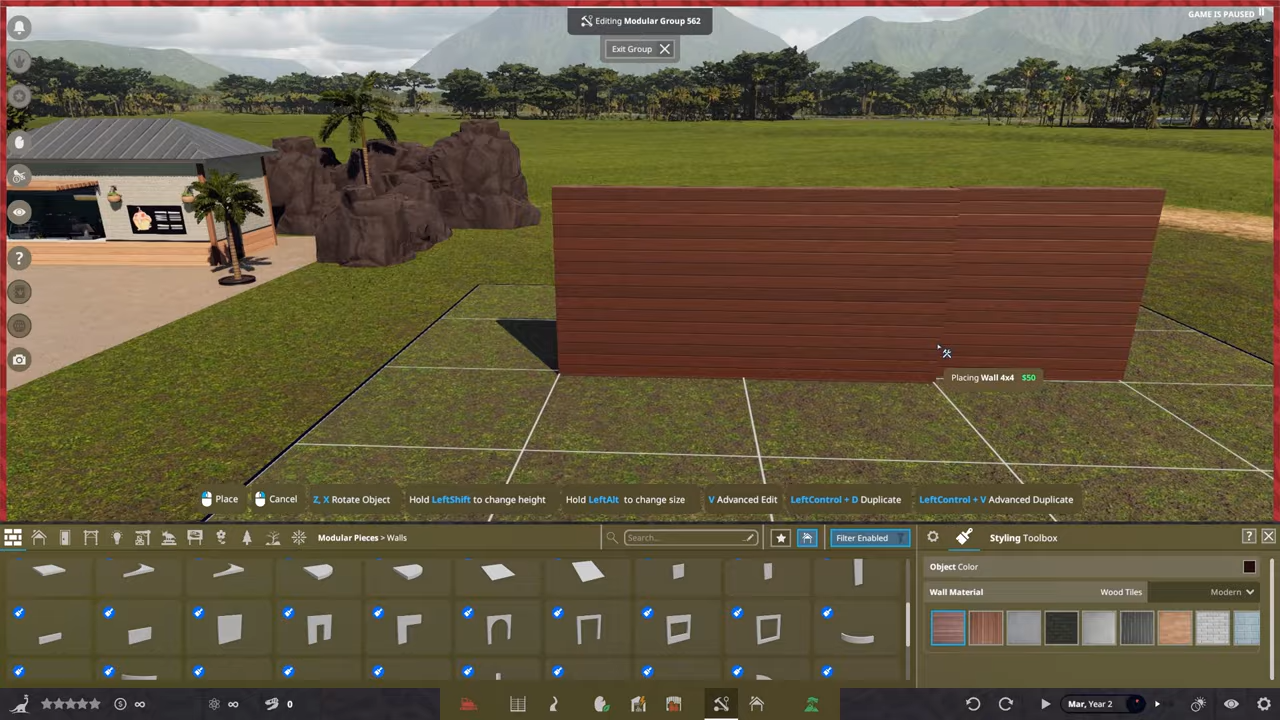 Editing Modular Group 562
GAME IS PAUSED
Exit Group
Placing Wall 4x4 $50
Place
Cancel
Z, X Rotate Object
Hold LeftShift to change height
Hold LeftAlt to change size
V Advanced Edit
LeftControl + D Duplicate
LeftControl + V Advanced Duplicate
Modular Pieces > Walls
Search...
Filter Enabled
Styling Toolbox
?
Object Color
Wall Material
Wood Tiles
Modern
∞
∞
0
Mar, Year 2